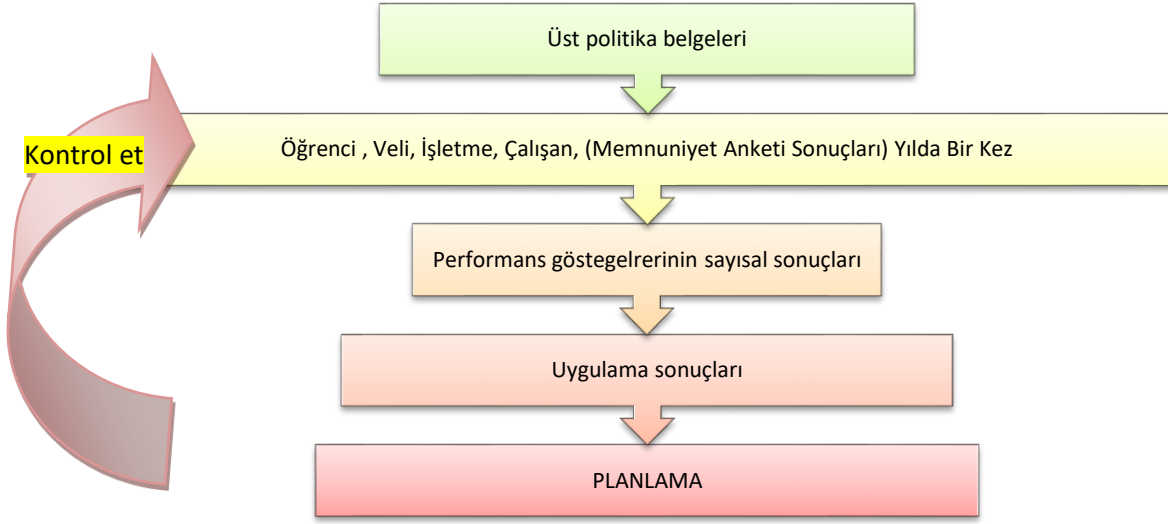 Üst politika belgeleri
Kontrol et
Öğrenci , Veli, İşletme, Çalışan, (Memnuniyet Anketi Sonuçları) Yılda Bir Kez
Performans göstegelrerinin sayısal sonuçları
Uygulama sonuçları
PLANLAMA